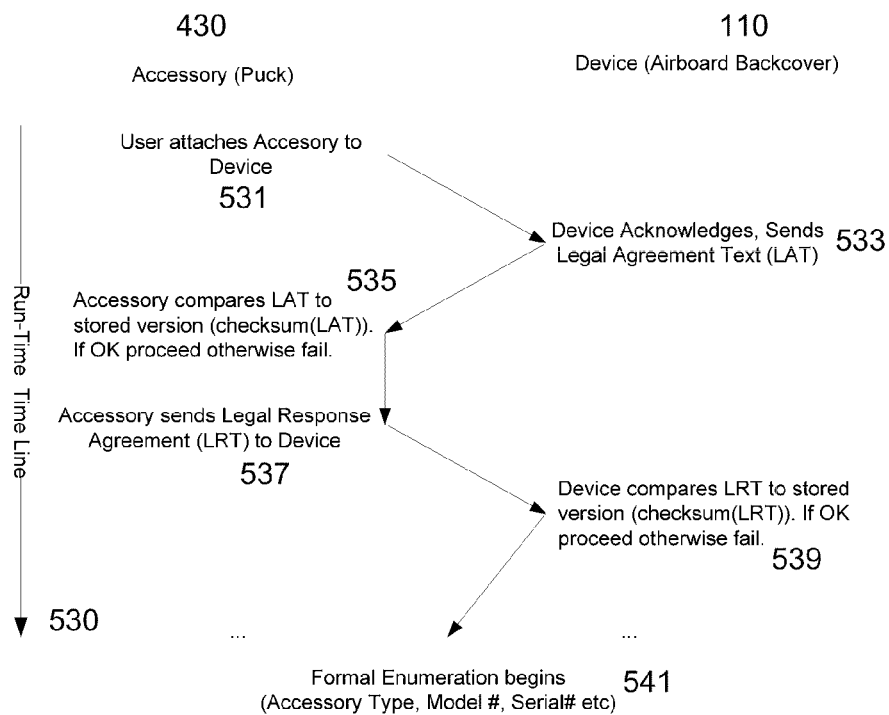 430
110
Accessory (Puck)
Device (Airboard Backcover)
User attaches Accesory to
Device
531
Device Acknowledges, Sends
Legal Agreement Text (LAT)
533
535
Accessory compares LAT to
stored version (checksum(LAT)).
If OK proceed otherwise fail.
Run-Time Time Line
Accessory sends Legal Response
Agreement (LRT) to Device
537
Device compares LRT to stored
version (checksum(LRT)). If OK
proceed otherwise fail.
539
530
... ...
Formal Enumeration begins
(Accessory Type, Model #, Serial# etc)
541